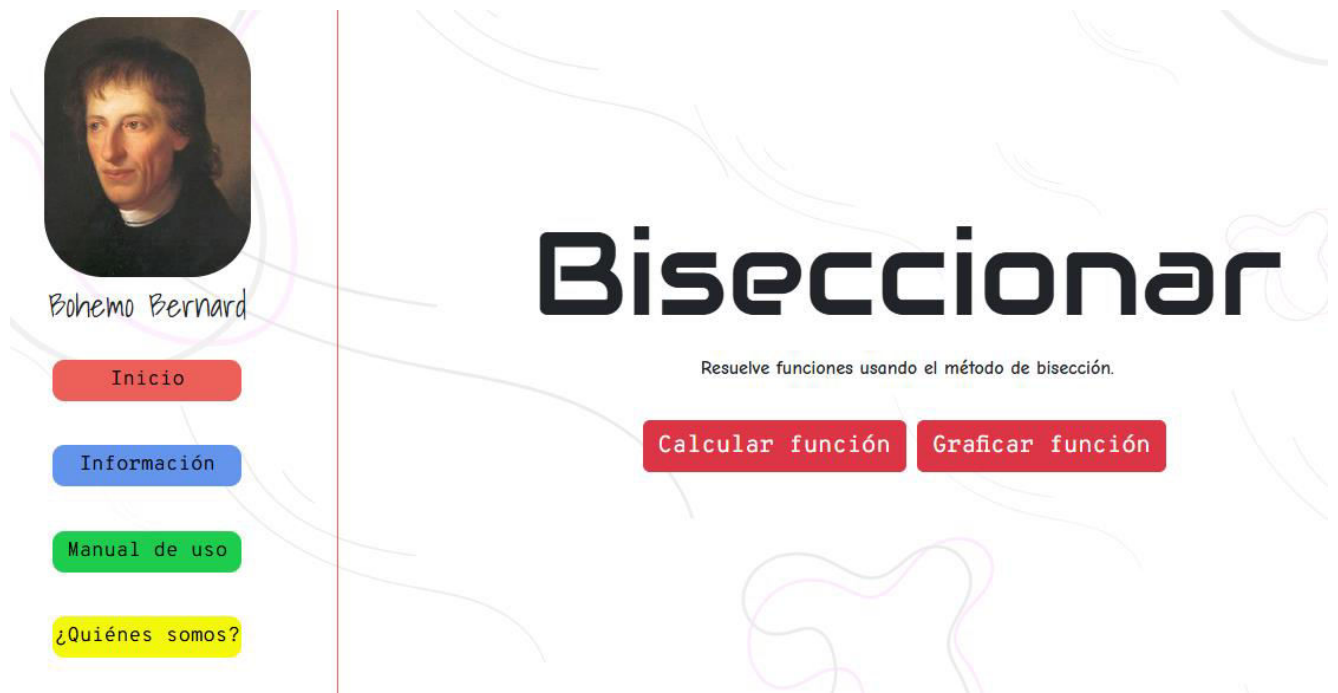 Bohemo Bernard
Inicio
Información
Manual de uso
¿Quiénes somos?
Biseccionar
Resuelve funciones usando el método de bisección.
Calcular función
Graficar función